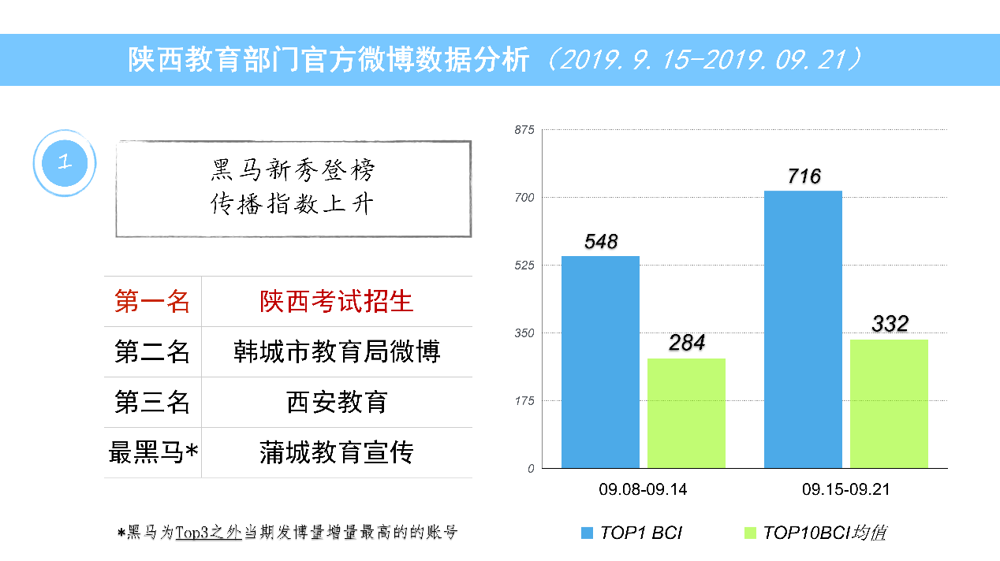 陕西教育部门官方微博数据分析（2019.9.15-2019.09.21）
1
黑马新秀登榜
传播指数上升
第一名 陕西考试招生
第二名 韩城市教育局微博
第三名 西安教育
最黑马* 蒲城教育宣传
*黑马为Top3之外当期发博量增量最高的的账号
875
700
525
350
175
0
548
284
716
332
09.08-09.14
09.15-09.21
TOP1 BCI
TOP10BCI均值